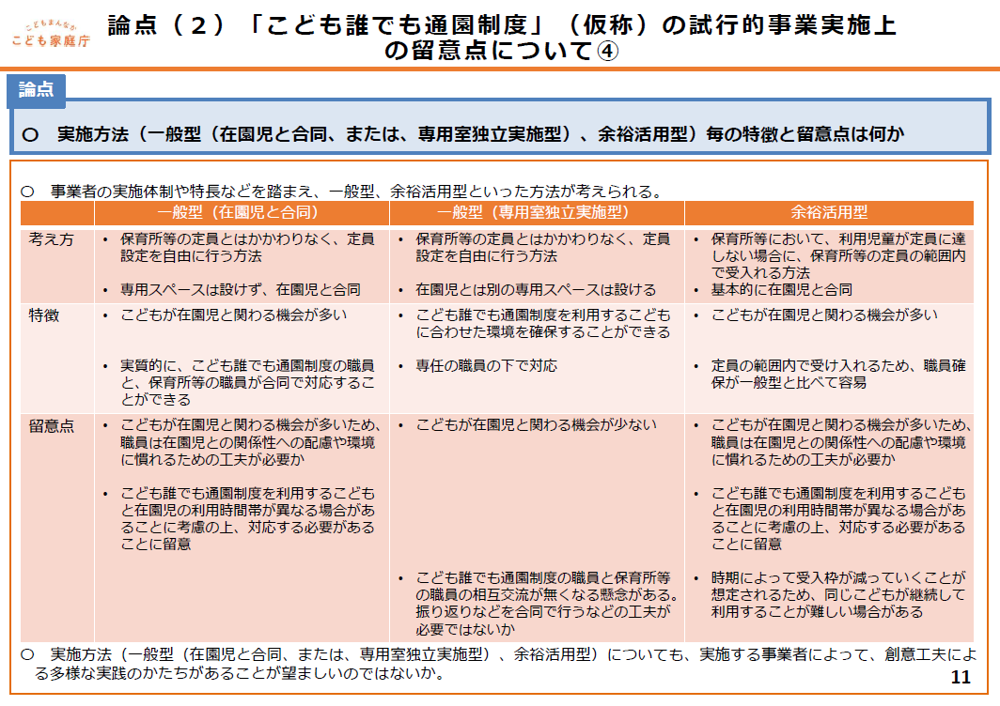 こどもまんなか
こども家庭庁
論点（２）「こども誰でも通園制度」（仮称）の試行的事業実施上
の留意点について④
論点
○　実施方法（一般型（在園児と合同、または、専用室独立実施型）、余裕活用型）毎の特徴と留意点は何か
○　事業者の実施体制や特長などを踏まえ、一般型、余裕活用型といった方法が考えられる。
一般型（在園児と合同）
一般型（専用室独立実施型）
余裕活用型
考え方
・保育所等の定員とはかかわりなく、定員
設定を自由に行う方法
・専用スペースは設けず、在園児と合同
・保育所等の定員とはかかわりなく、定員
設定を自由に行う方法
・在園児とは別の専用スペースは設ける
・保育所等において、利用児童が定員に達
しない場合に、保育所等の定員の範囲内
で受入れる方法
・基本的に在園児と合同
特徴
・こどもが在園児と関わる機会が多い
・実質的に、こども誰でも通園制度の職員
と、保育所等の職員が合同で対応するこ
とができる
・こども誰でも通園制度を利用するこども
に合わせた環境を確保することができる
・専任の職員の下で対応
・こどもが在園児と関わる機会が多い
・定員の範囲内で受け入れるため、職員確
保が一般型と比べて容易
留意点
・こどもが在園児と関わる機会が多いため、
職員は在園児との関係性への配慮や環境
に慣れるための工夫が必要か
・こども誰でも通園制度を利用するこども
と在園児の利用時間帯が異なる場合があ
ることに考慮の上、対応する必要がある
ことに留意
・こどもが在園児と関わる機会が少ない
・こども誰でも通園制度の職員と保育所等
の職員の相互交流が無くなる懸念がある。
振り返りなどを合同で行うなどの工夫が
必要ではないか
・こどもが在園児と関わる機会が多いため、
職員は在園児との関係性への配慮や環境
に慣れるための工夫が必要か
・こども誰でも通園制度を利用するこども
と在園児の利用時間帯が異なる場合があ
ることに考慮の上、対応する必要がある
ことに留意
・時期によって受入枠が減っていくことが
想定されるため、同じこどもが継続して
利用することが難しい場合がある
○　実施方法（一般型（在園児と合同、または、専用室独立実施型）、余裕活用型）についても、実施する事業者によって、創意工夫によ
る多様な実践のかたちがあることが望ましいのではないか。
11